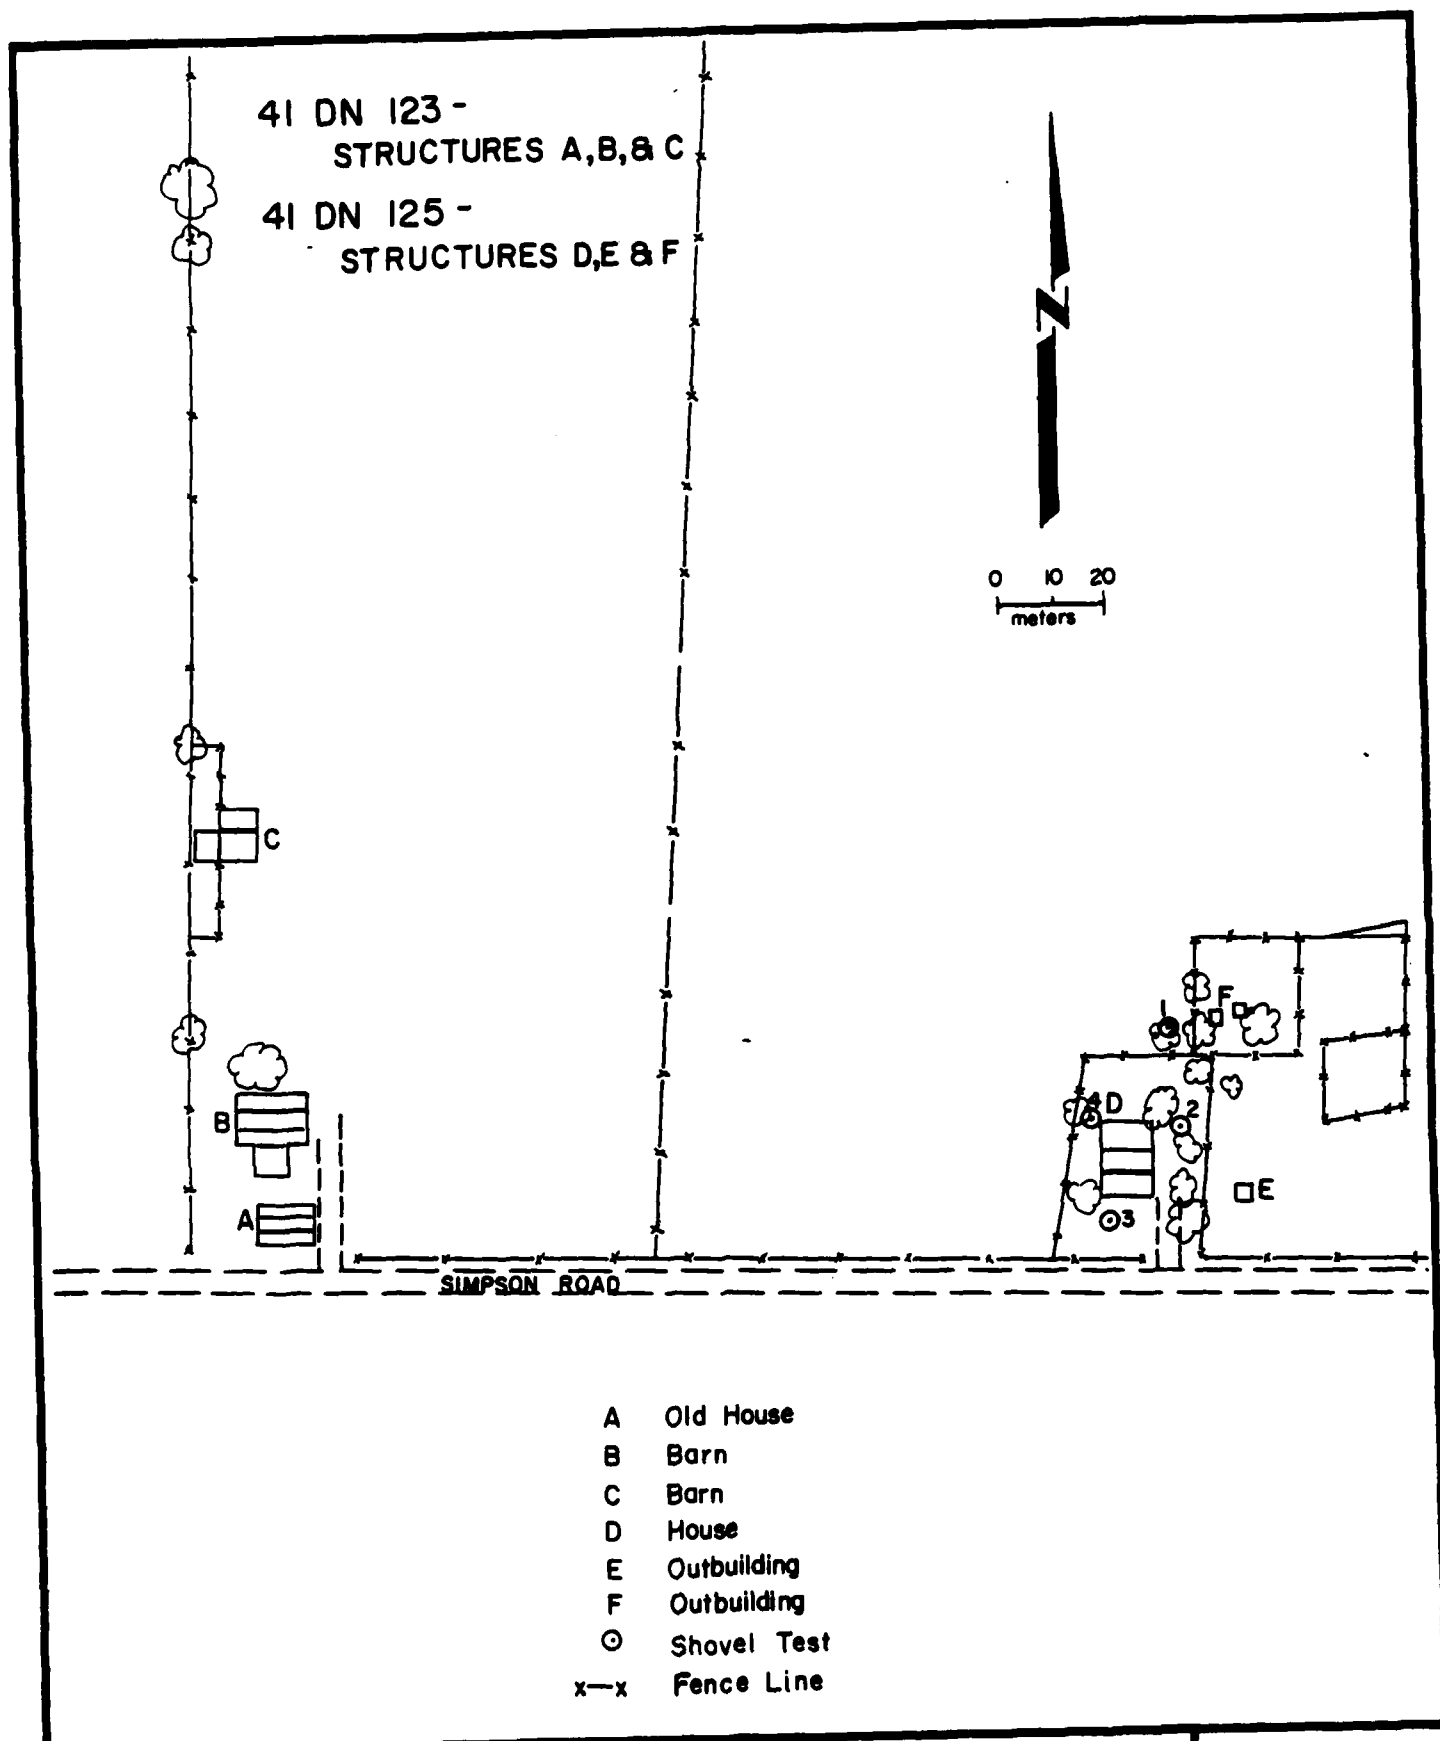 41 DN 123 -
STRUCTURES A, B, & C
41 DN 125 -
STRUCTURES D, E & F
N
0 10 20
meters
C
F
1
B
4 D
2
A
E
3
SIMPSON ROAD
A Old House
B Barn
C Barn
D House
E Outbuilding
F Outbuilding
Shovel Test
x—x Fence Line